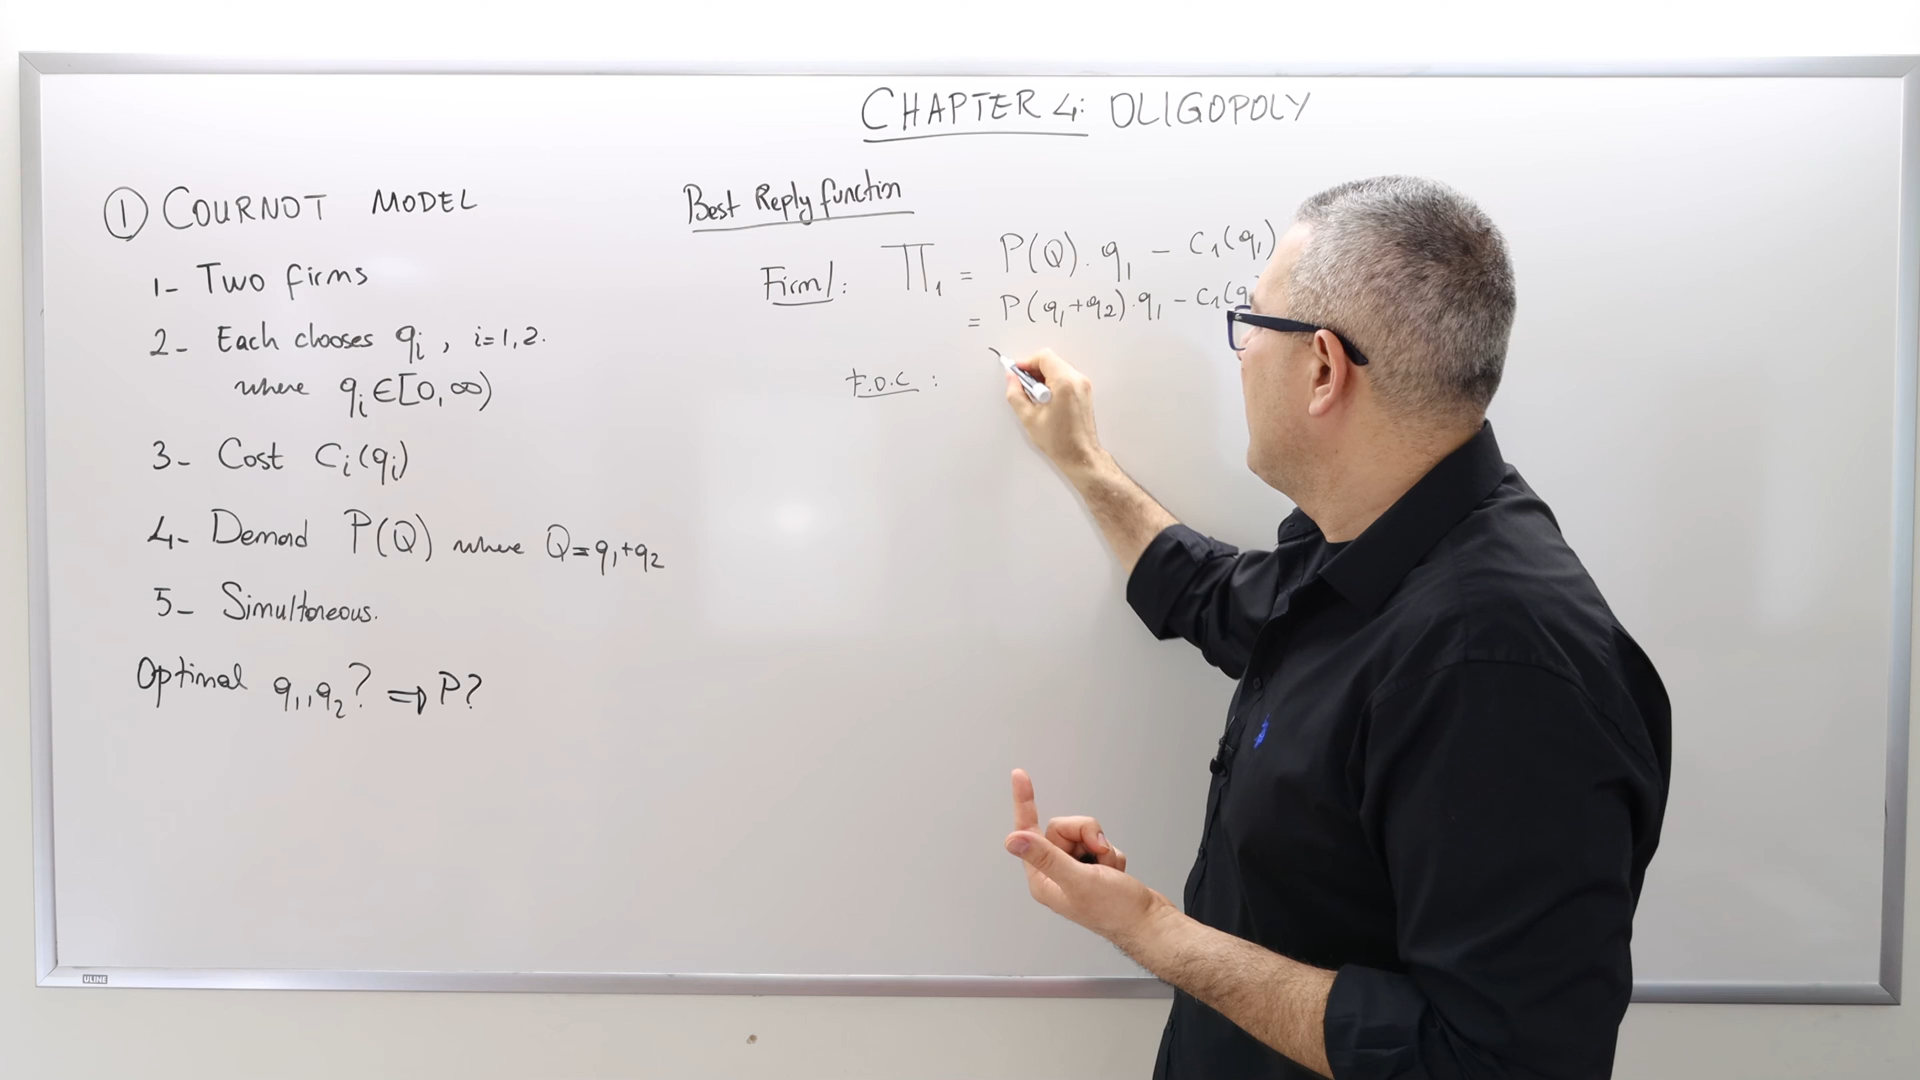 CHAPTER 4: OLIGOPOLY
① COURNOT MODEL
1- Two firms
2- Each chooses qi, i=1,2.
where qi∈[0,∞)
3- Cost Ci(qi)
4- Demand P(Q) where Q=q1+q2
5- Simultaneous.
Optimal q1,q2? ⇒ P?
Best Reply function
Firm 1: Π1 = P(Q).q1 - C1(q1)
= P(q1+q2).q1 - C1(q
F.O.C:
ULINE